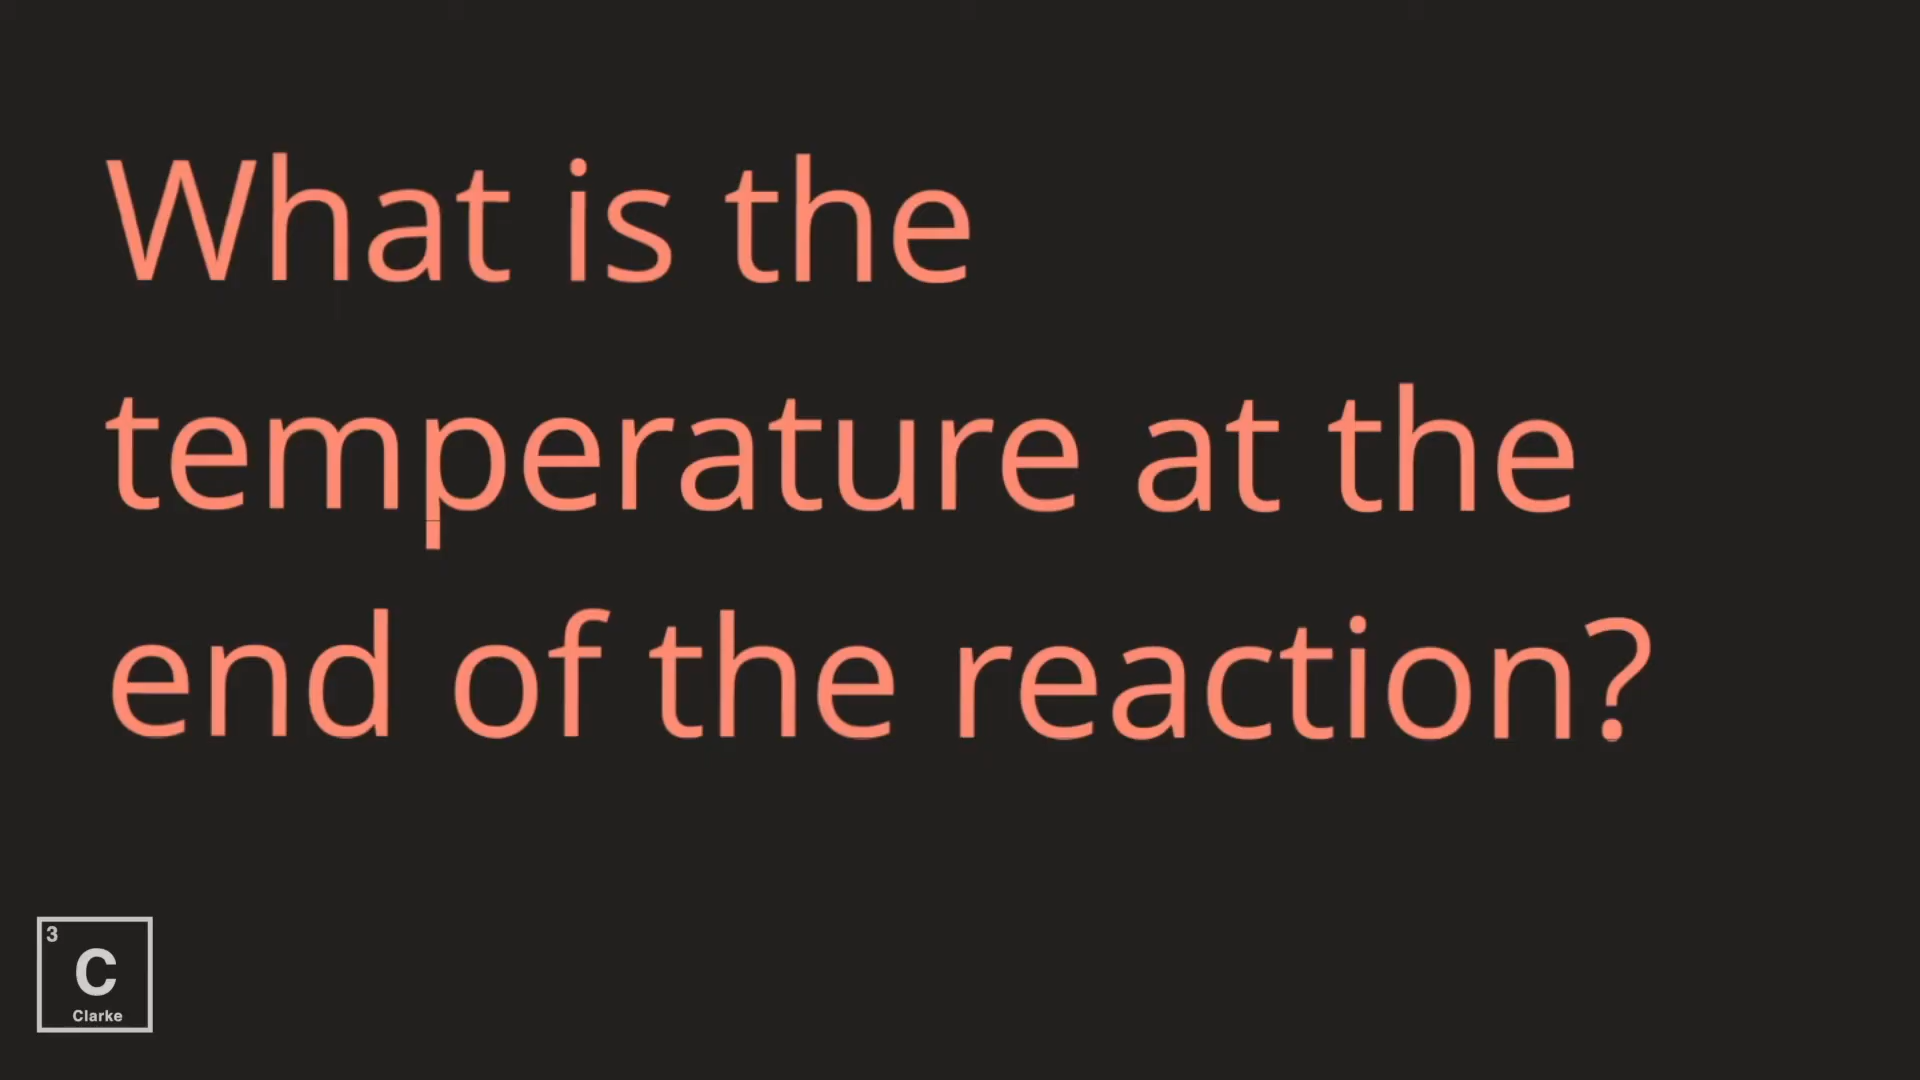 What is the
temperature at the
end of the reaction?
3
C
Clarke